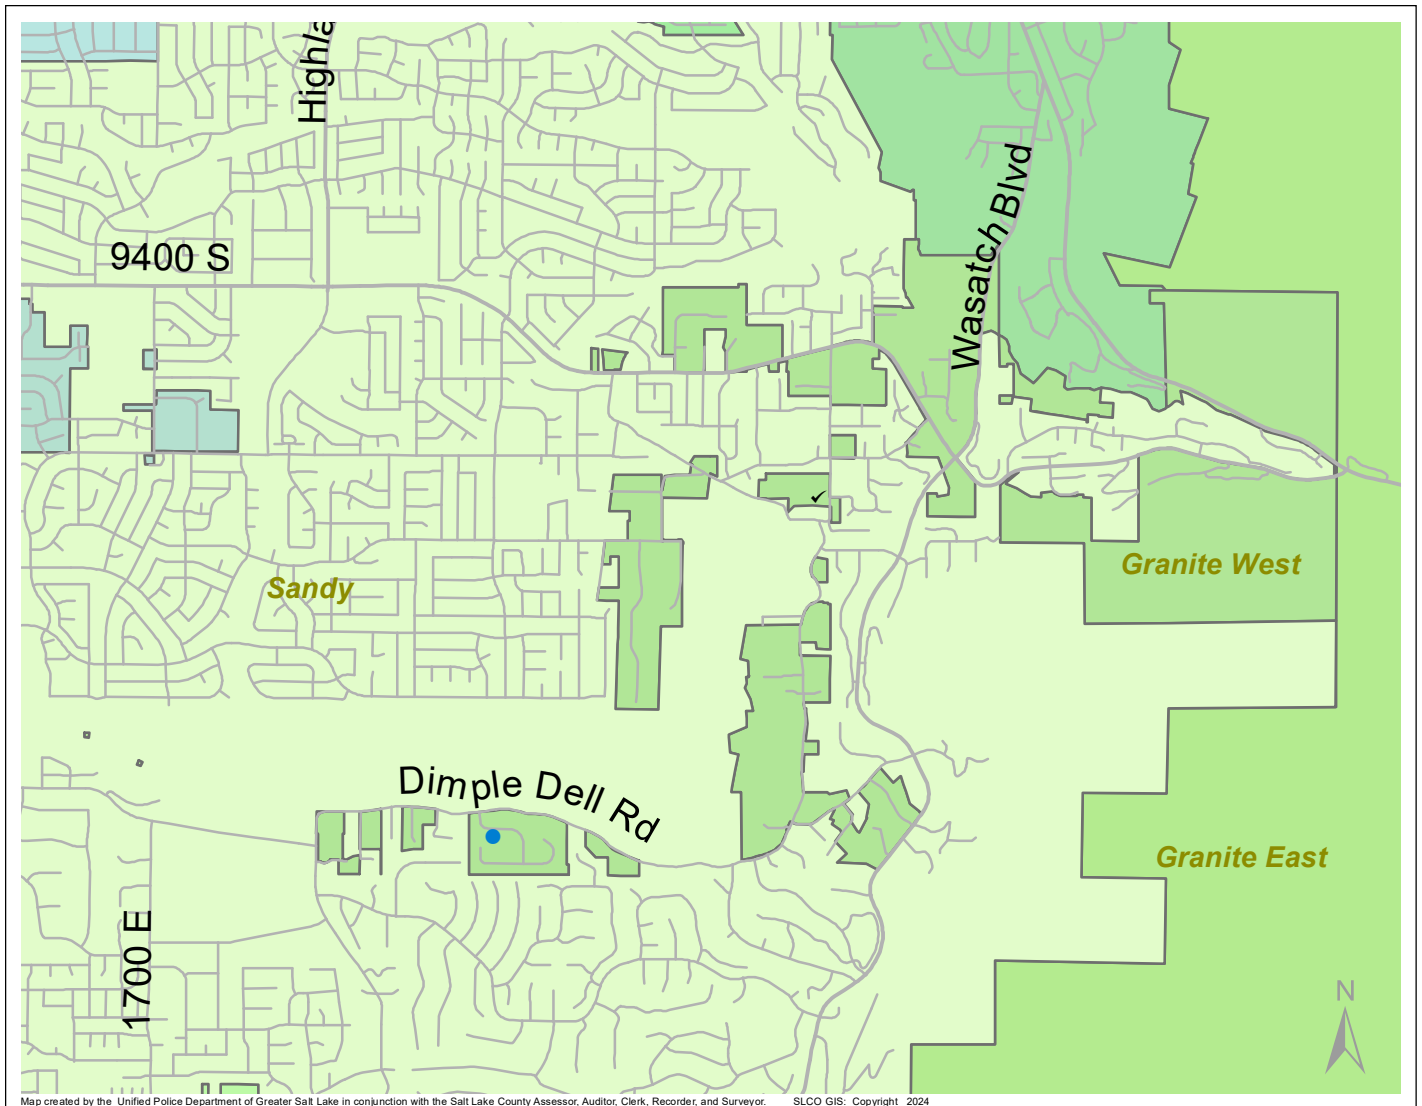 Highla
Wasatch Blvd
9400 S
Granite West
Sandy
Dimple Dell Rd
Granite East
1700 E
N
Map created by the Unified Police Department of Greater Salt Lake in conjunction with the Salt Lake County Assessor, Auditor, Clerk, Recorder, and Surveyor. SLCO GIS: Copyright 2024